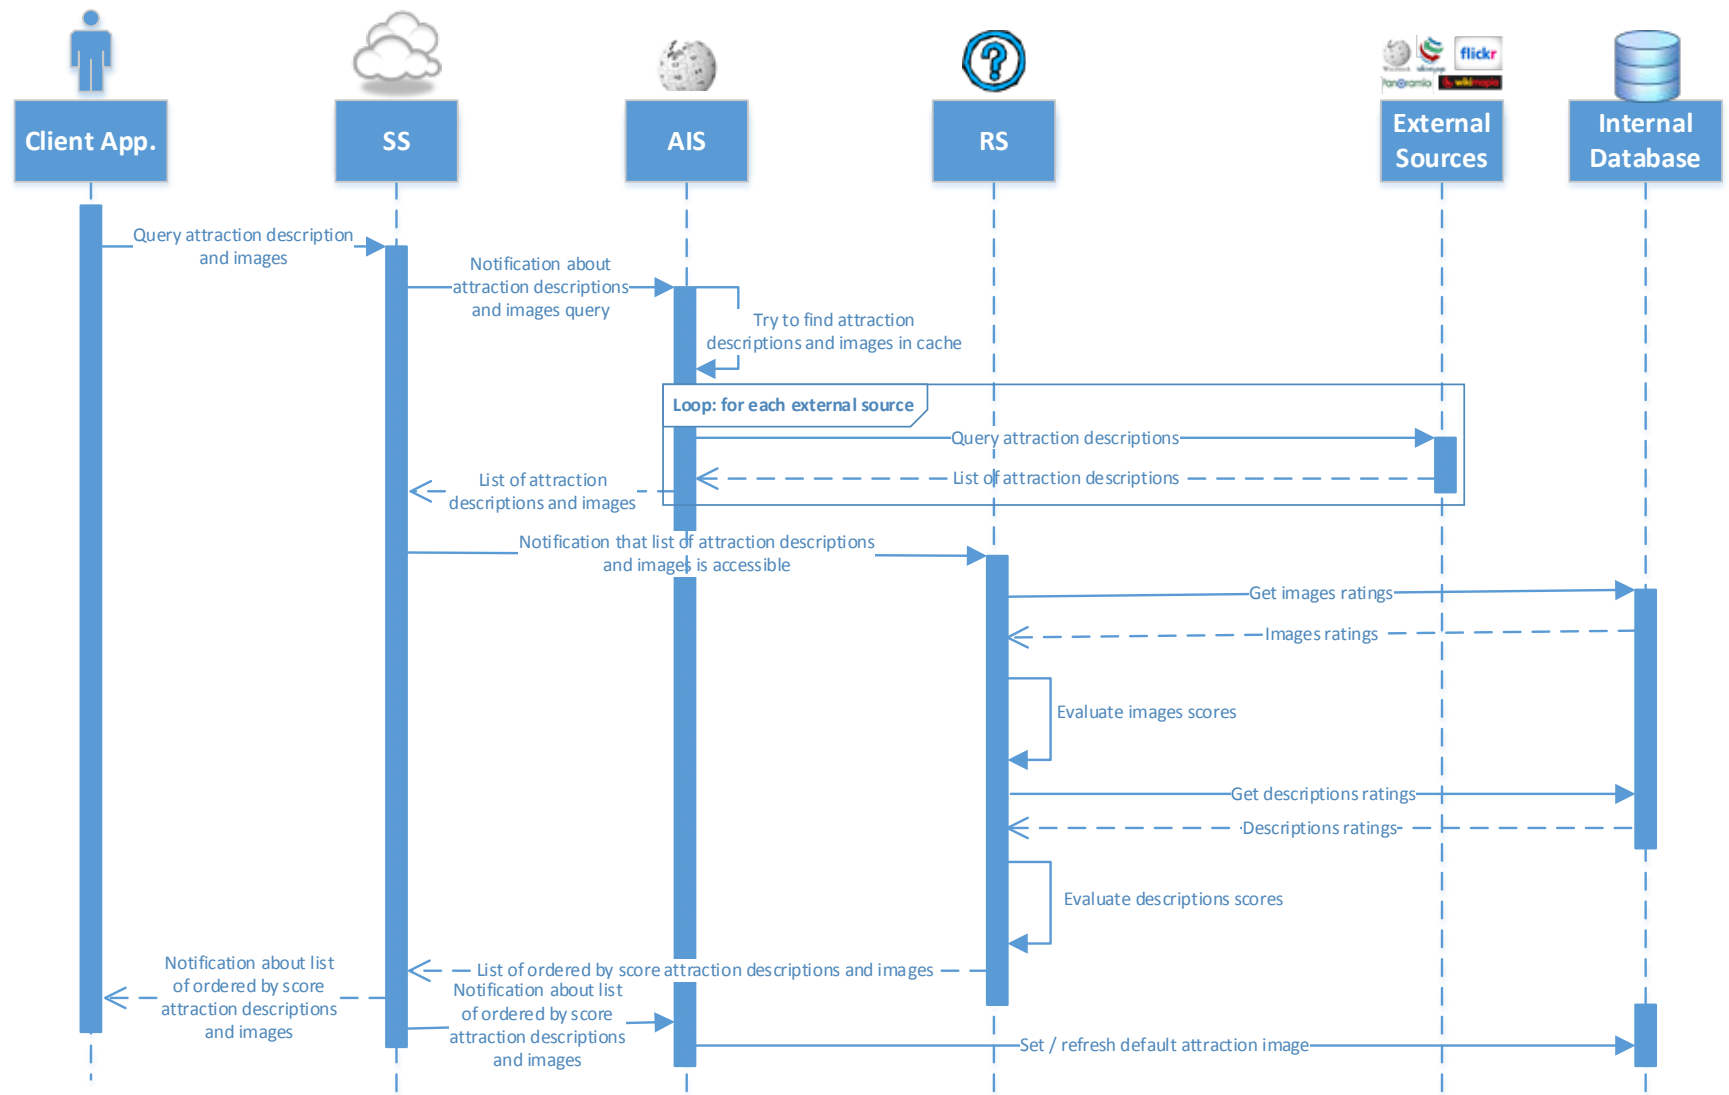 flickr
Panoramio
wikimapia
Client App.
SS
AIS
RS
External
Sources
Internal
Database
Query attraction description
and images
Notification about
attraction descriptions
and images query
Try to find attraction
descriptions and images in cache
Loop: for each external source
Query attraction descriptions
List of attraction descriptions
List of attraction
descriptions and images
Notification that list of attraction descriptions
and images is accessible
Get images ratings
Images ratings
Evaluate images scores
Get descriptions ratings
Descriptions ratings
Evaluate descriptions scores
List of ordered by score attraction descriptions and images
Notification about list
of ordered by score
attraction descriptions
and images
Notification about list
of ordered by score
attraction descriptions
and images
Set / refresh default attraction image